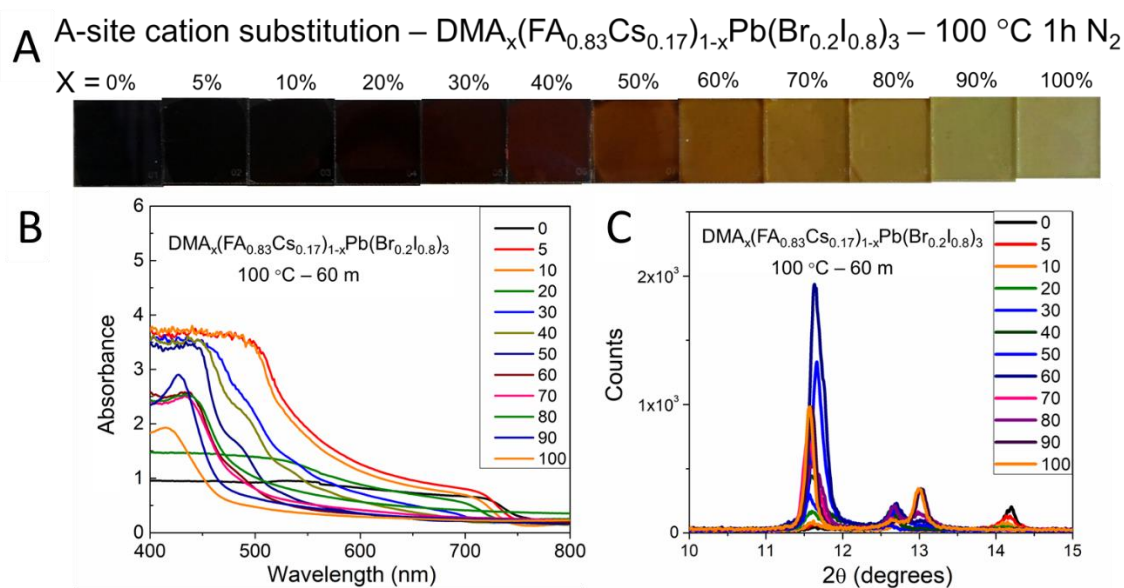 A
A-site cation substitution – DMAₓ(FA₀.₈₃Cs₀.₁₇)₁₋ₓPb(Br₀.₂I₀.₈)₃ – 100 °C 1h N₂
X = 0% 5% 10% 20% 30% 40% 50% 60% 70% 80% 90% 100%
B
DMAₓ(FA₀.₈₃Cs₀.₁₇)₁₋ₓPb(Br₀.₂I₀.₈)₃
100 °C – 60 m
0
5
10
20
30
40
50
60
70
80
90
100
6
5
4
3
2
1
0
Absorbance
400 500 600 700 800
Wavelength (nm)
C
DMAₓ(FA₀.₈₃Cs₀.₁₇)₁₋ₓPb(Br₀.₂I₀.₈)₃
100 °C – 60 m
0
5
10
20
30
40
50
60
70
80
90
100
2x10³
1x10³
0
Counts
10 11 12 13 14 15
2θ (degrees)